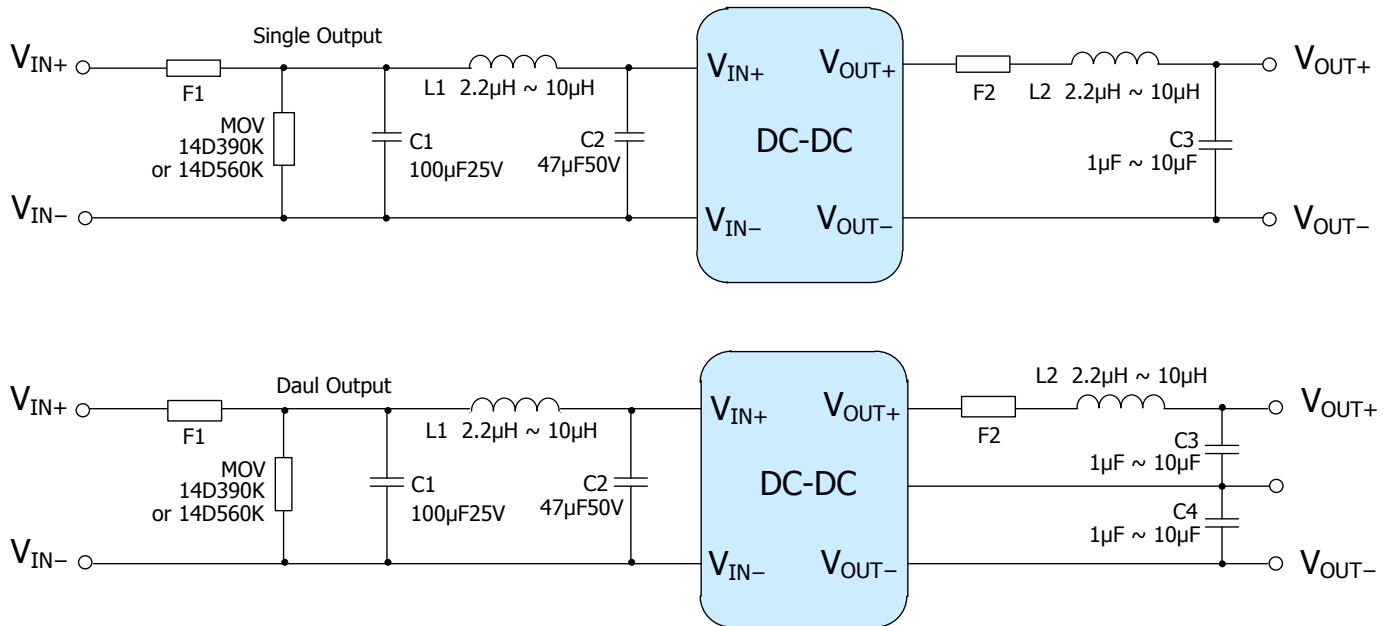 Single Output
VIN+
F1
MOV
14D390K
or 14D560K
C1
100µF25V
L1 2.2µH ~ 10µH
C2
47µF50V
VIN−
VIN+
VOUT+
DC-DC
VIN−
VOUT−
F2
L2 2.2µH ~ 10µH
C3
1µF ~ 10µF
VOUT+
VOUT−
Daul Output
VIN+
F1
MOV
14D390K
or 14D560K
C1
100µF25V
L1 2.2µH ~ 10µH
C2
47µF50V
VIN−
VIN+
VOUT+
DC-DC
VIN−
VOUT−
F2
L2 2.2µH ~ 10µH
C3
1µF ~ 10µF
C4
1µF ~ 10µF
VOUT+
VOUT−